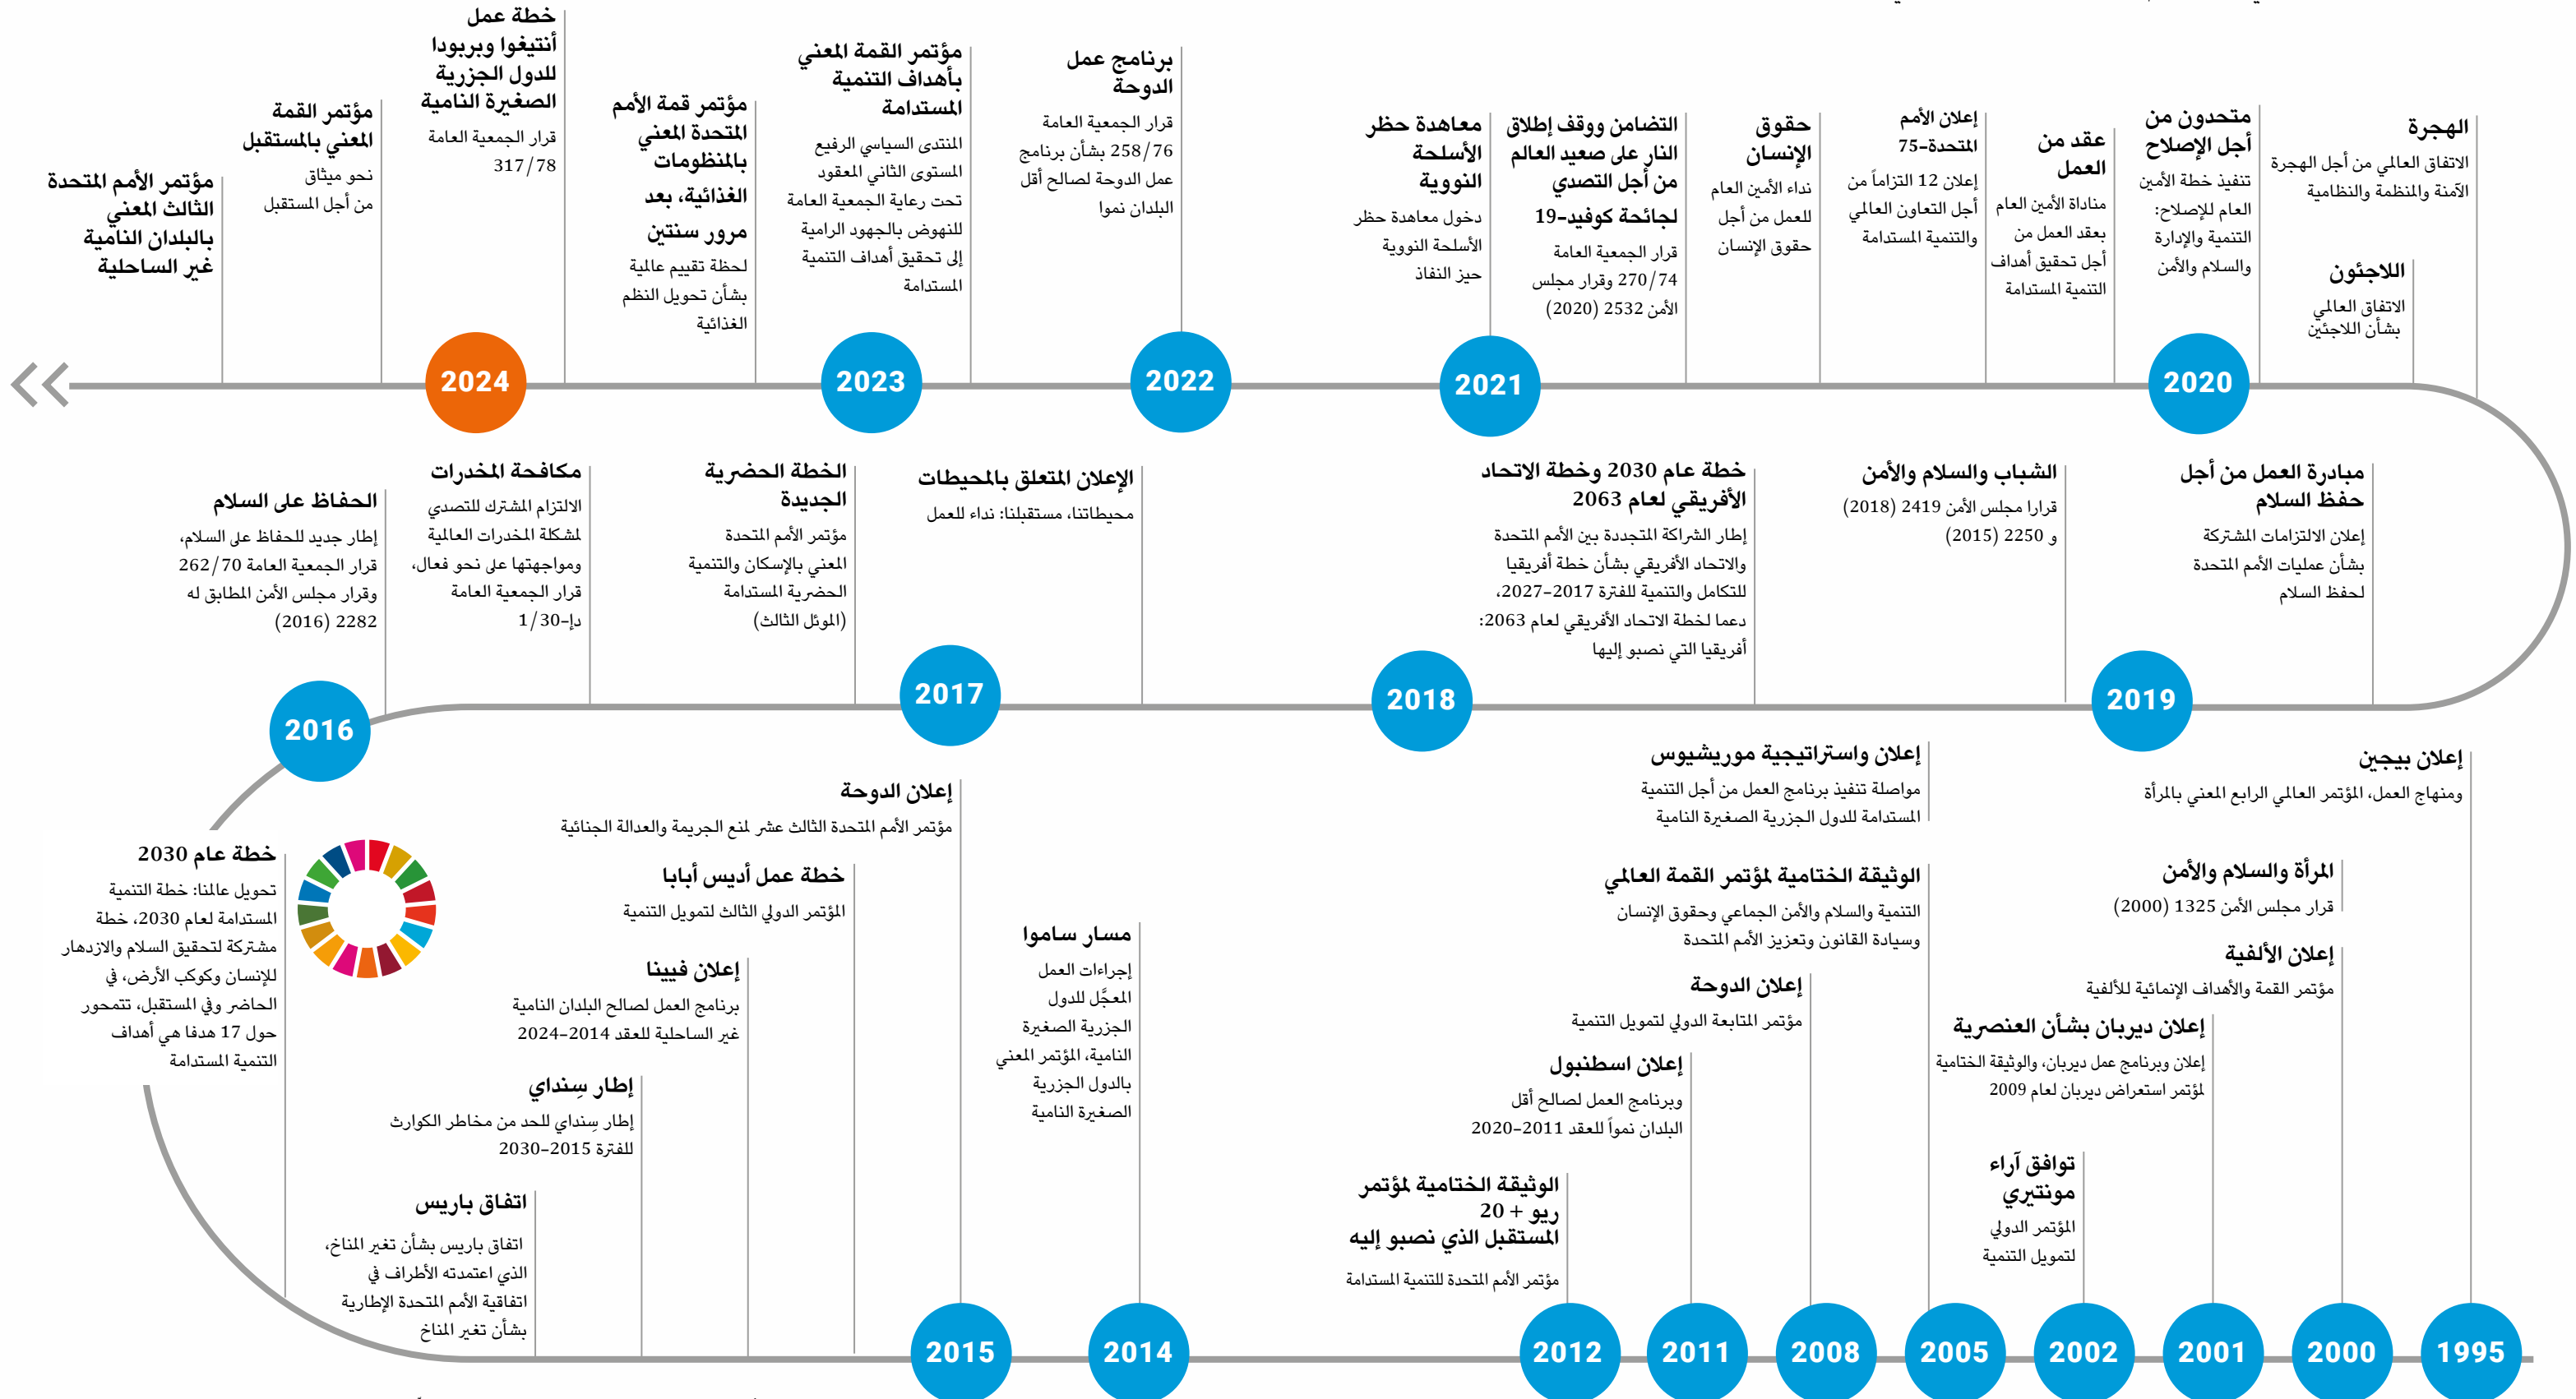 الهجرة
الاتفاق العالمي من أجل الهجرة
الآمنة والمنظمة والنظامية
اللاجئون
الاتفاق العالمي
بشأن اللاجئين
متحدون من
أجل الإصلاح
تنفيذ خطة الأمين
العام للإصلاح:
التنمية والإدارة
والسلام والأمن
2020
عقد من
العمل
مناداة الأمين العام
بعقد العمل من
أجل تحقيق أهداف
التنمية المستدامة
إعلان الأمم
المتحدة-75
إعلان 12 التزاماً من
أجل التعاون العالمي
والتنمية المستدامة
حقوق
الإنسان
نداء الأمين العام
للعمل من أجل
حقوق الإنسان
التضامن ووقف إطلاق
النار على صعيد العالم
من أجل التصدي
لجائحة كوفيد-19
قرار الجمعية العامة
270/74 وقرار مجلس
الأمن 2532 (2020)
معاهدة حظر
الأسلحة
النووية
دخول معاهدة حظر
الأسلحة النووية
حيز النفاذ
2021
برنامج عمل
الدوحة
قرار الجمعية العامة
258/76 بشأن برنامج
عمل الدوحة لصالح أقل
البلدان نموا
2022
مؤتمر القمة المعني
بأهداف التنمية
المستدامة
المنتدى السياسي الرفيع
المستوى الثاني المعقود
تحت رعاية الجمعية العامة
للنهوض بالجهود الرامية
إلى تحقيق أهداف التنمية
المستدامة
2023
مؤتمر قمة الأمم
المتحدة المعني
بالمنظومات
الغذائية، بعد
مرور سنتين
لحظة تقييم عالمية
بشأن تحويل النظم
الغذائية
خطة عمل
أنتيغوا وبربودا
للدول الجزرية
الصغيرة النامية
قرار الجمعية العامة
317/78
2024
مؤتمر القمة
المعني بالمستقبل
نحو ميثاق
من أجل المستقبل
مؤتمر الأمم المتحدة
الثالث المعني
بالبلدان النامية
غير الساحلية
مبادرة العمل من أجل
حفظ السلام
إعلان الالتزامات المشتركة
بشأن عمليات الأمم المتحدة
لحفظ السلام
2019
الشباب والسلام والأمن
قرارا مجلس الأمن 2419 (2018)
و 2250 (2015)
خطة عام 2030 وخطة الاتحاد
الأفريقي لعام 2063
إطار الشراكة المتجددة بين الأمم المتحدة
والاتحاد الأفريقي بشأن خطة أفريقيا
للتكامل والتنمية للفترة 2017-2027،
دعما لخطة الاتحاد الأفريقي لعام 2063:
أفريقيا التي نصبو إليها
2018
الإعلان المتعلق بالمحيطات
محيطاتنا، مستقبلنا: نداء للعمل
2017
الخطة الحضرية
الجديدة
مؤتمر الأمم المتحدة
المعني بالإسكان والتنمية
الحضرية المستدامة
(الموئل الثالث)
مكافحة المخدرات
الالتزام المشترك للتصدي
لمشكلة المخدرات العالمية
ومواجهتها على نحو فعال،
قرار الجمعية العامة
دإ-1/30
الحفاظ على السلام
إطار جديد للحفاظ على السلام،
قرار الجمعية العامة 262/70
وقرار مجلس الأمن المطابق له
2282 (2016)
2016
إعلان بيجين
ومنهاج العمل، المؤتمر العالمي الرابع المعني بالمرأة
1995
المرأة والسلام والأمن
قرار مجلس الأمن 1325 (2000)
إعلان الألفية
مؤتمر القمة والأهداف الإنمائية للألفية
2000
إعلان ديربان بشأن العنصرية
إعلان وبرنامج عمل ديربان، والوثيقة الختامية
لمؤتمر استعراض ديربان لعام 2009
2001
توافق آراء
مونتيري
المؤتمر الدولي
لتمويل التنمية
2002
إعلان واستراتيجية موريشيوس
مواصلة تنفيذ برنامج العمل من أجل التنمية
المستدامة للدول الجزرية الصغيرة النامية
الوثيقة الختامية لمؤتمر القمة العالمي
التنمية والسلام والأمن الجماعي وحقوق الإنسان
وسيادة القانون وتعزيز الأمم المتحدة
2005
إعلان الدوحة
مؤتمر المتابعة الدولي لتمويل التنمية
2008
إعلان اسطنبول
وبرنامج العمل لصالح أقل
البلدان نمواً للعقد 2011-2020
2011
الوثيقة الختامية لمؤتمر
ريو + 20
المستقبل الذي نصبو إليه
مؤتمر الأمم المتحدة للتنمية المستدامة
2012
مسار ساموا
إجراءات العمل
المعجَّل للدول
الجزرية الصغيرة
النامية، المؤتمر المعني
بالدول الجزرية
الصغيرة النامية
2014
إعلان الدوحة
مؤتمر الأمم المتحدة الثالث عشر لمنع الجريمة والعدالة الجنائية
2015
خطة عمل أديس أبابا
المؤتمر الدولي الثالث لتمويل التنمية
إعلان فيينا
برنامج العمل لصالح البلدان النامية
غير الساحلية للعقد 2014-2024
إطار سِنداي
إطار سِنداي للحد من مخاطر الكوارث
للفترة 2015-2030
اتفاق باريس
اتفاق باريس بشأن تغير المناخ،
الذي اعتمدته الأطراف في
اتفاقية الأمم المتحدة الإطارية
بشأن تغير المناخ
خطة عام 2030
تحويل عالمنا: خطة التنمية
المستدامة لعام 2030، خطة
مشتركة لتحقيق السلام والازدهار
للإنسان وكوكب الأرض، في
الحاضر وفي المستقبل، تتمحور
حول 17 هدفا هي أهداف
التنمية المستدامة